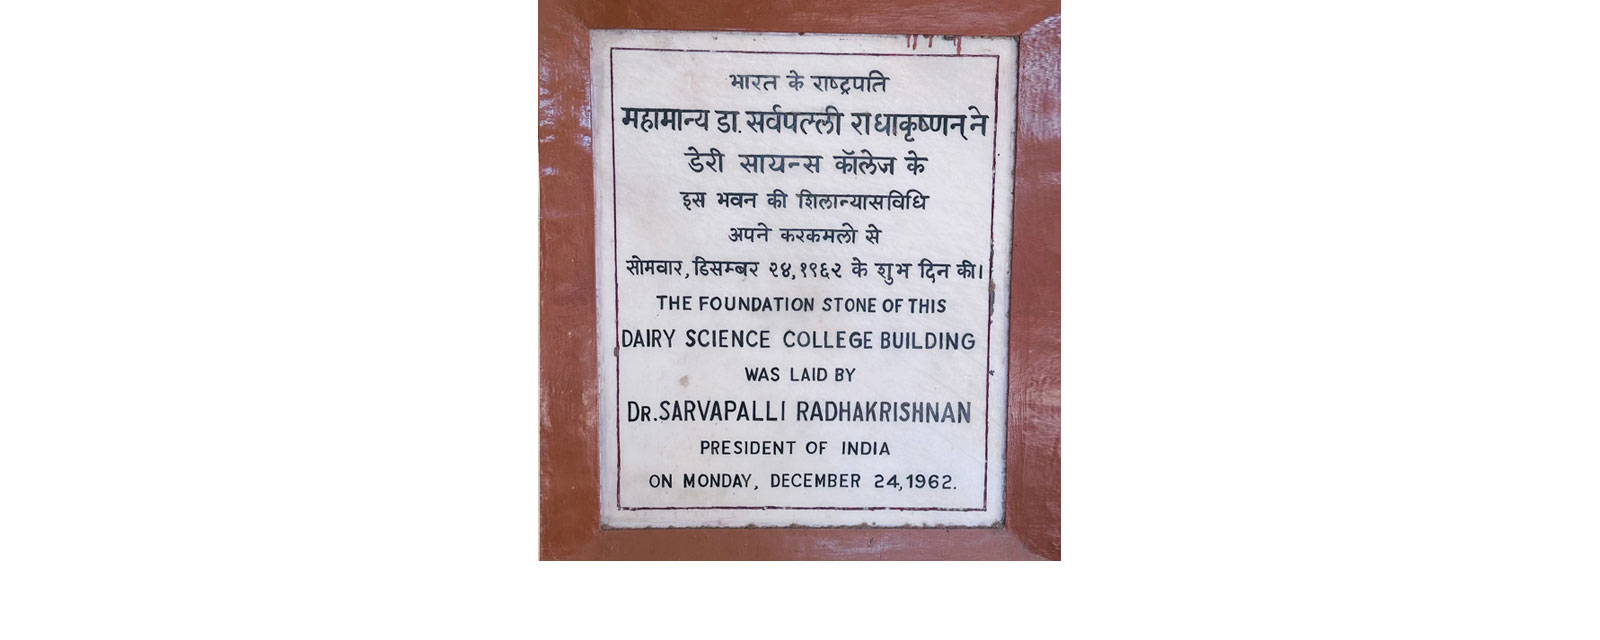 भारत के राष्ट्रपति
महामान्य डा. सर्वपल्ली राधाकृष्णन् ने
डेरी सायन्स कॉलेज के
इस भवन की शिलान्यासविधि
अपने करकमलो से
सोमवार, डिसम्बर २४, १९६२ के शुभ दिन की।
THE FOUNDATION STONE OF THIS
DAIRY SCIENCE COLLEGE BUILDING
WAS LAID BY
DR. SARVAPALLI RADHAKRISHNAN
PRESIDENT OF INDIA
ON MONDAY, DECEMBER 24, 1962.